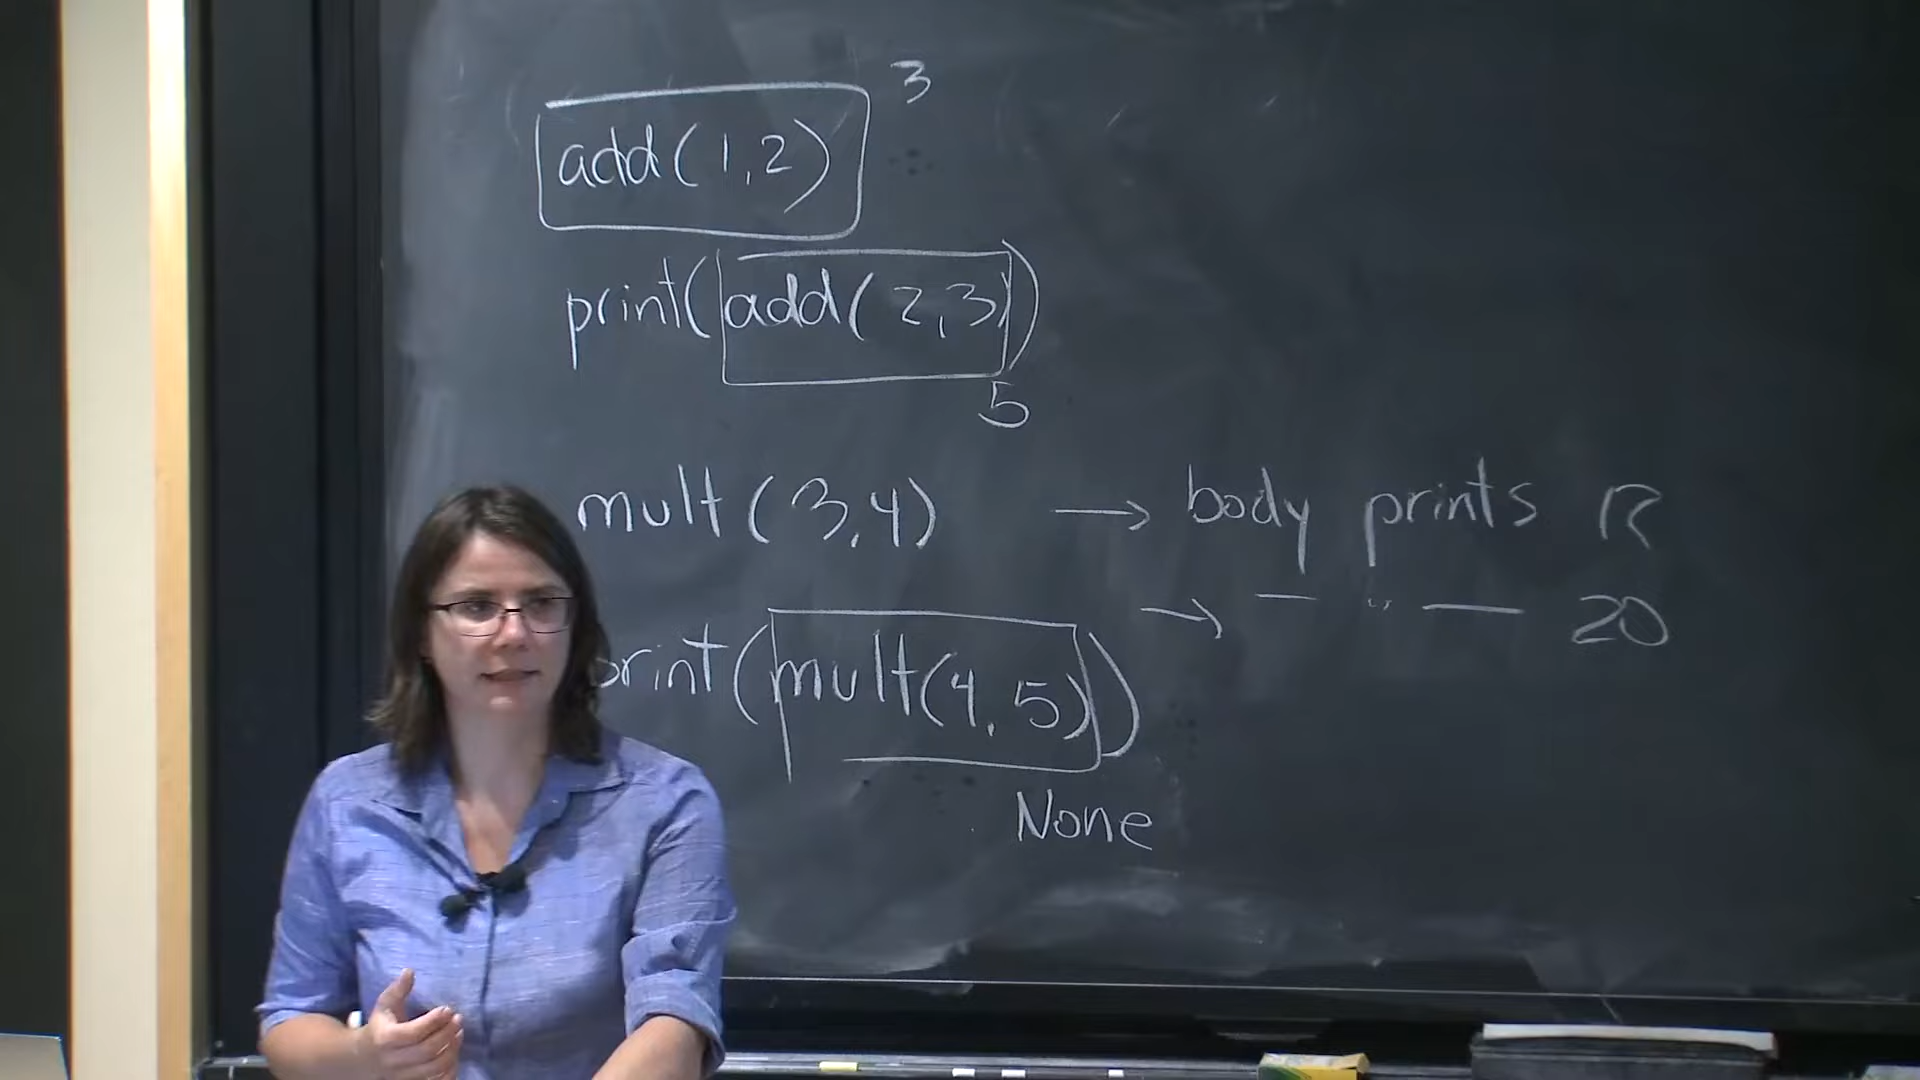 3
add(1,2)
print(add(2,3))
5
mult(3,4) → body prints 12
→ — " — 20
print(mult(4,5))
None